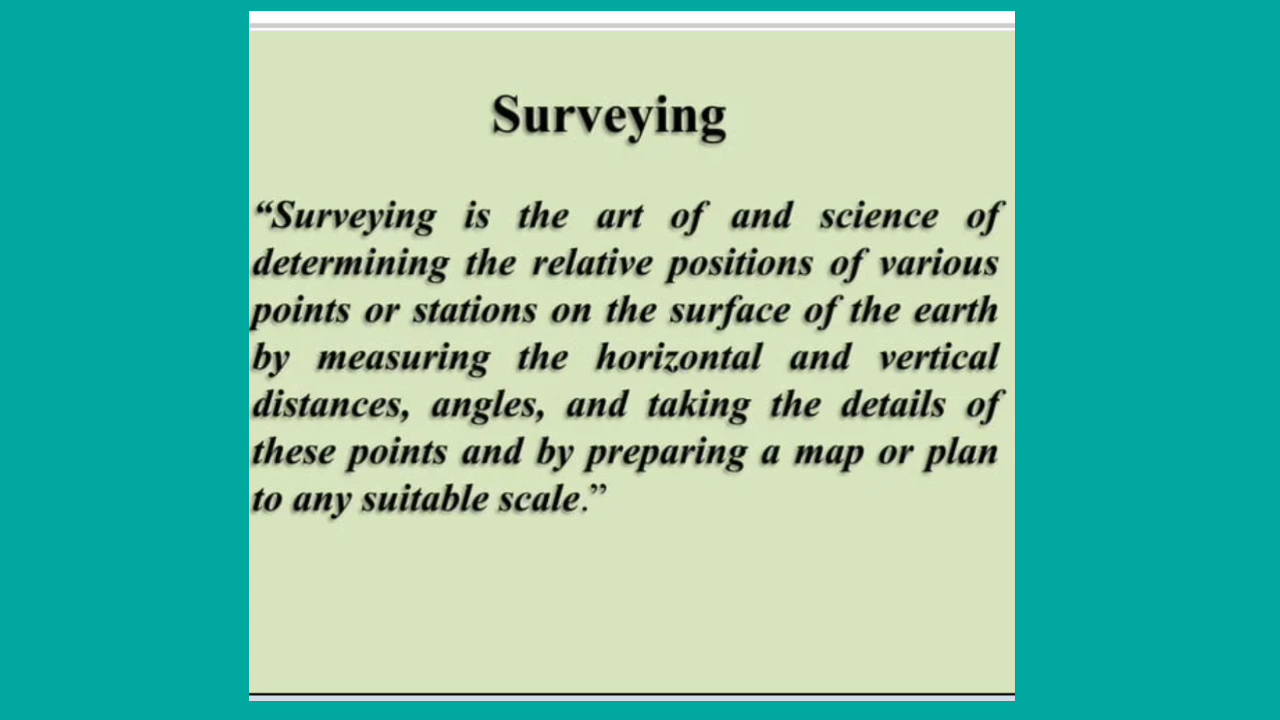 Surveying
“Surveying is the art of and science of
determining the relative positions of various
points or stations on the surface of the earth
by measuring the horizontal and vertical
distances, angles, and taking the details of
these points and by preparing a map or plan
to any suitable scale.”